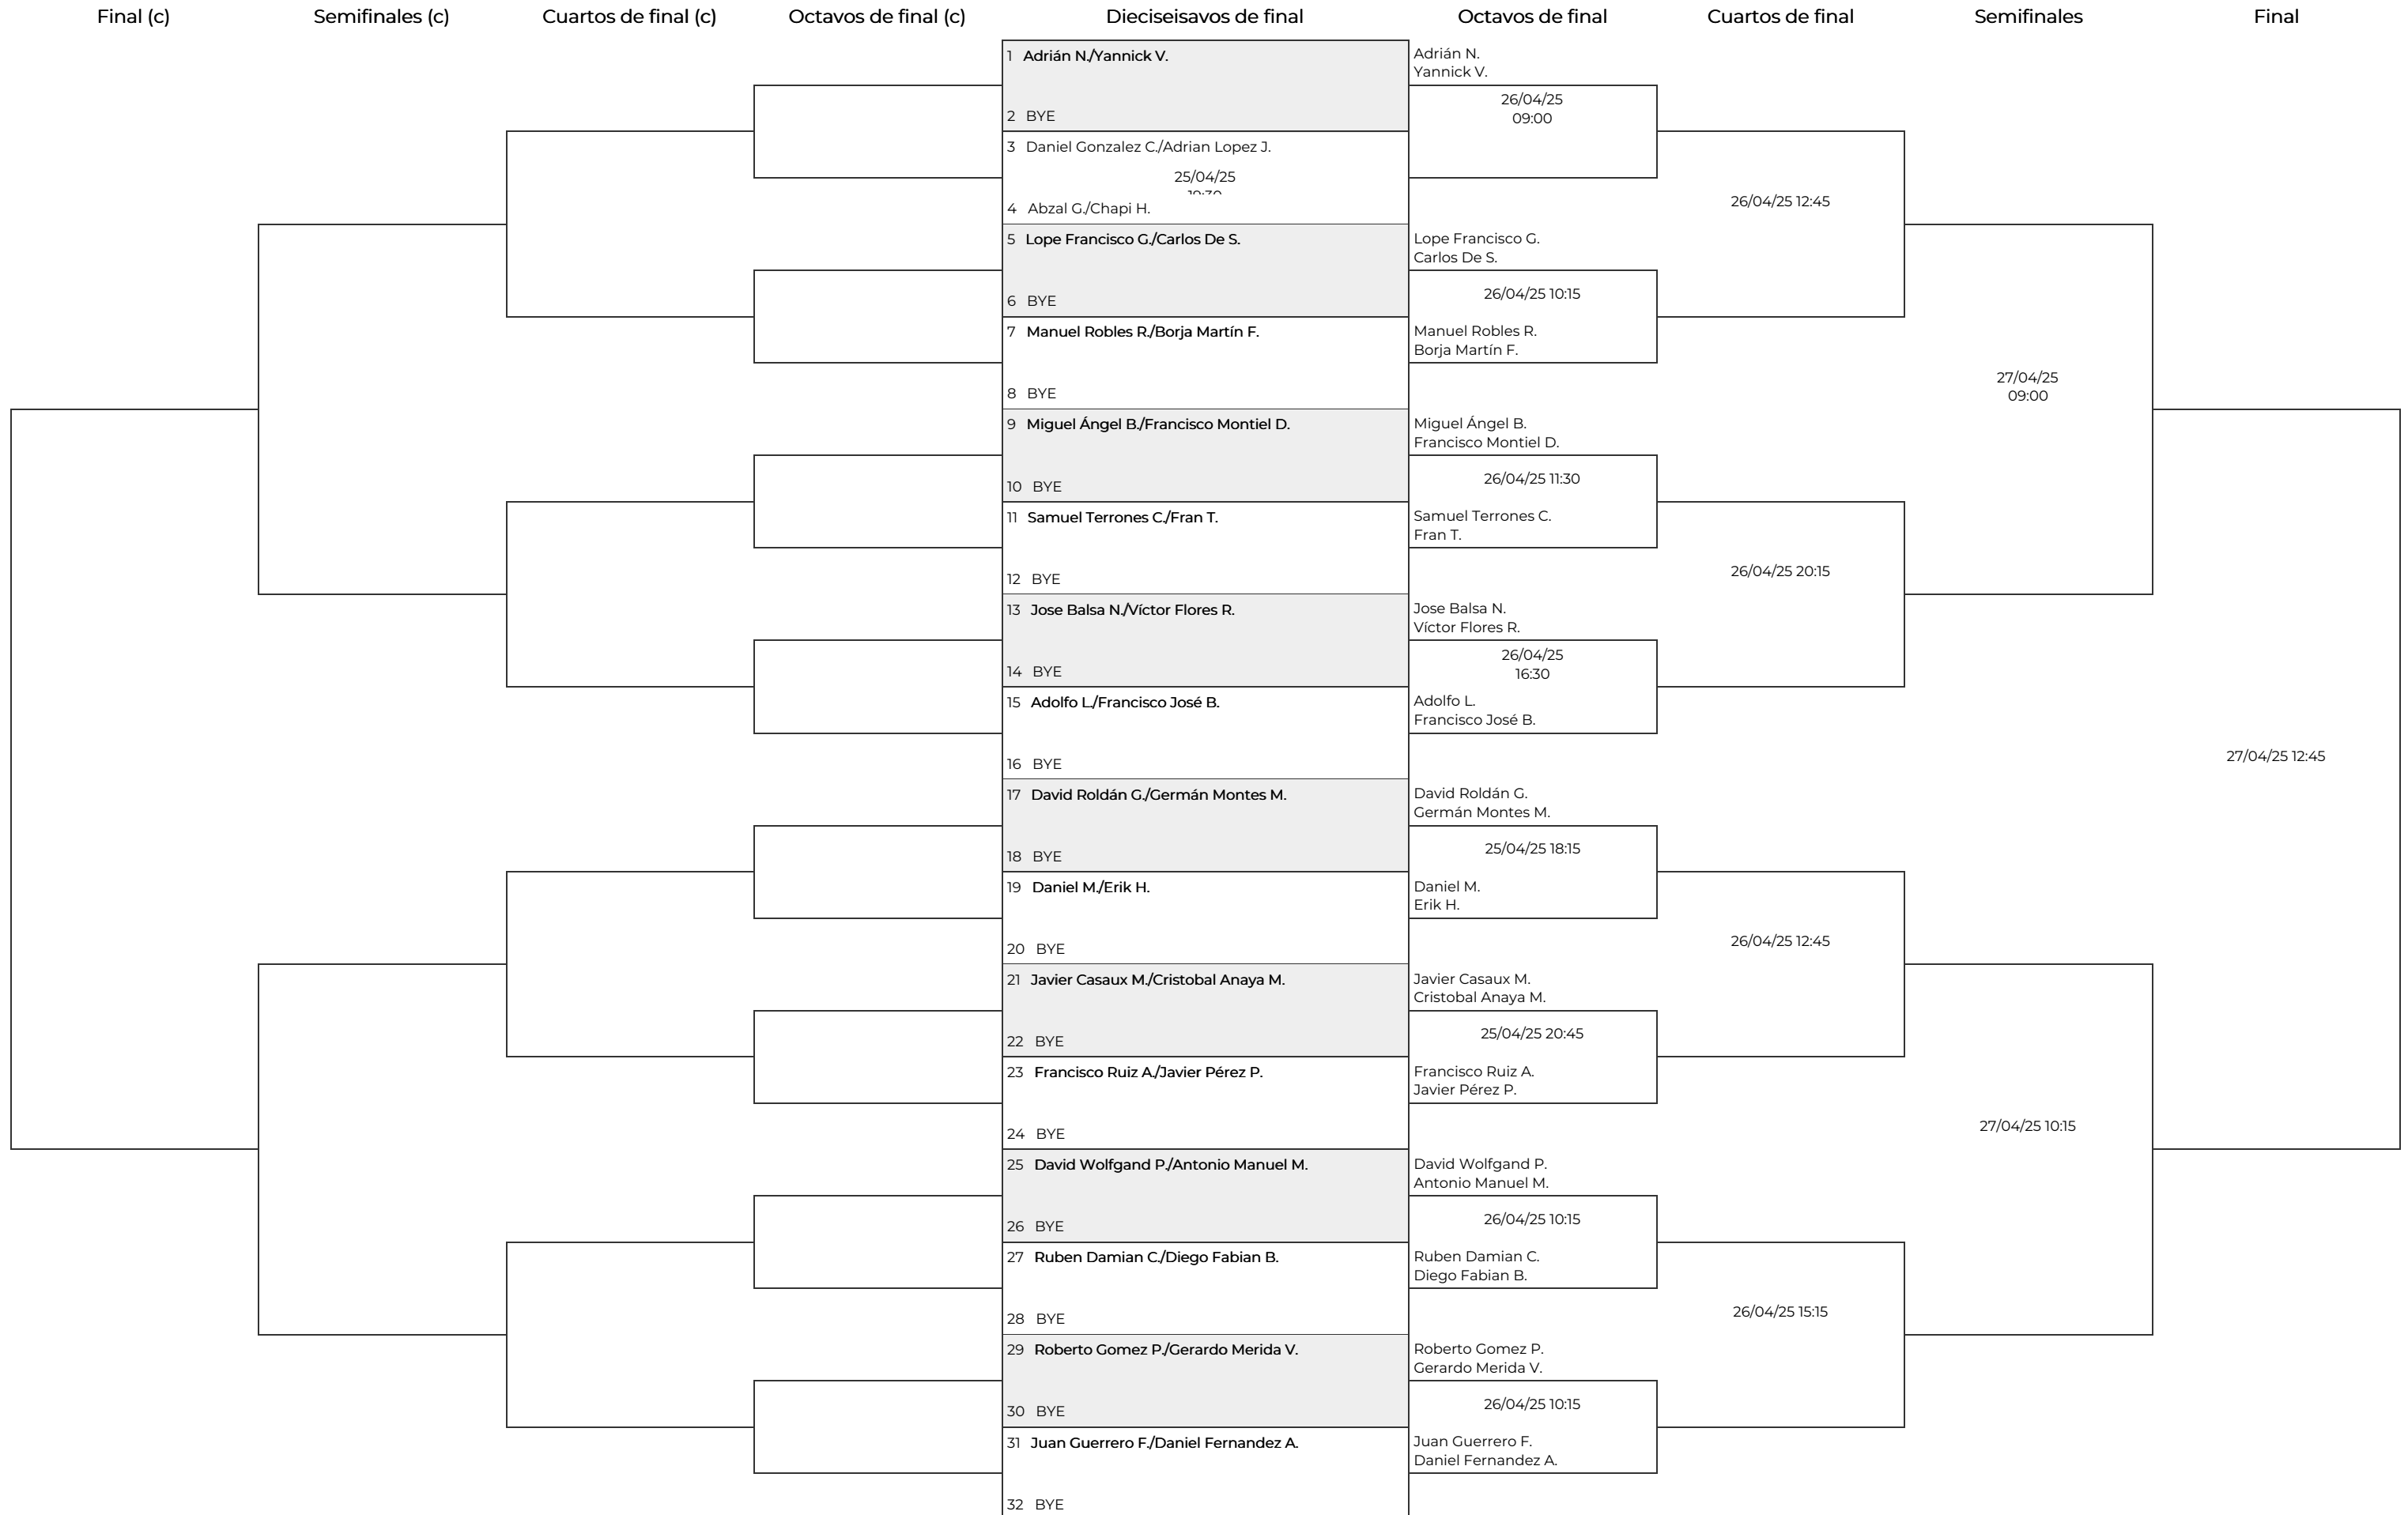 Final (c)
Semifinales (c)
Cuartos de final (c)
Octavos de final (c)
Dieciseisavos de final
Octavos de final
Cuartos de final
Semifinales
Final
1 Adrián N./Yannick V.
2 BYE
3 Daniel Gonzalez C./Adrian Lopez J.
25/04/25
4 Abzal G./Chapi H.
5 Lope Francisco G./Carlos De S.
6 BYE
7 Manuel Robles R./Borja Martín F.
8 BYE
9 Miguel Ángel B./Francisco Montiel D.
10 BYE
11 Samuel Terrones C./Fran T.
12 BYE
13 Jose Balsa N./Víctor Flores R.
14 BYE
15 Adolfo L./Francisco José B.
16 BYE
17 David Roldán G./Germán Montes M.
18 BYE
19 Daniel M./Erik H.
20 BYE
21 Javier Casaux M./Cristobal Anaya M.
22 BYE
23 Francisco Ruiz A./Javier Pérez P.
24 BYE
25 David Wolfgand P./Antonio Manuel M.
26 BYE
27 Ruben Damian C./Diego Fabian B.
28 BYE
29 Roberto Gomez P./Gerardo Merida V.
30 BYE
31 Juan Guerrero F./Daniel Fernandez A.
32 BYE
Adrián N.
Yannick V.
26/04/25
09:00
Lope Francisco G.
Carlos De S.
26/04/25 10:15
Manuel Robles R.
Borja Martín F.
Miguel Ángel B.
Francisco Montiel D.
26/04/25 11:30
Samuel Terrones C.
Fran T.
Jose Balsa N.
Víctor Flores R.
26/04/25
16:30
Adolfo L.
Francisco José B.
David Roldán G.
Germán Montes M.
25/04/25 18:15
Daniel M.
Erik H.
Javier Casaux M.
Cristobal Anaya M.
25/04/25 20:45
Francisco Ruiz A.
Javier Pérez P.
David Wolfgand P.
Antonio Manuel M.
26/04/25 10:15
Ruben Damian C.
Diego Fabian B.
Roberto Gomez P.
Gerardo Merida V.
26/04/25 10:15
Juan Guerrero F.
Daniel Fernandez A.
26/04/25 12:45
26/04/25 20:15
26/04/25 12:45
26/04/25 15:15
27/04/25
09:00
27/04/25 10:15
27/04/25 12:45